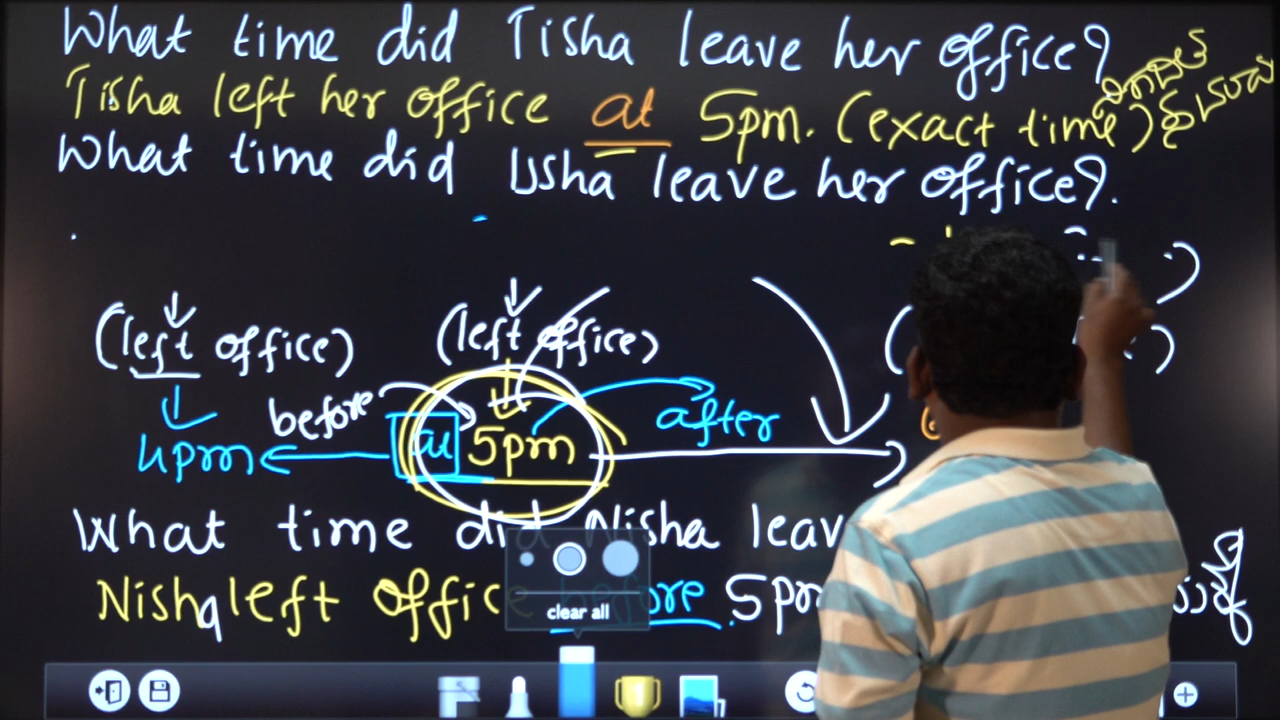 What time did Tisha leave her office?
Tisha left her office at 5pm. (exact time)
What time did Usha leave her office?.
(left office) (left office)
4pm before at 5pm after
What time did Nisha leav
Nisha left office before 5pm
clear all